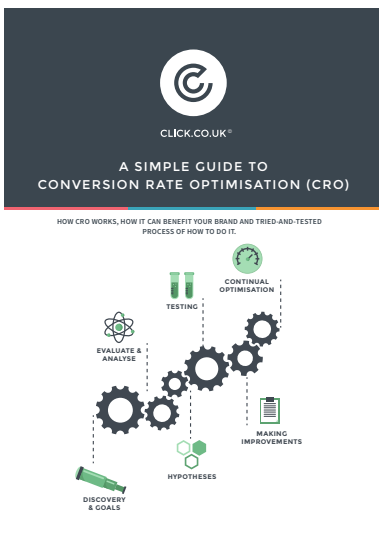 CLICK.CO.UK®
A SIMPLE GUIDE TO
CONVERSION RATE OPTIMISATION (CRO)
HOW CRO WORKS, HOW IT CAN BENEFIT YOUR BRAND AND TRIED-AND-TESTED
PROCESS OF HOW TO DO IT.
CONTINUAL
OPTIMISATION
TESTING
EVALUATE &
ANALYSE
MAKING
IMPROVEMENTS
HYPOTHESES
DISCOVERY
& GOALS